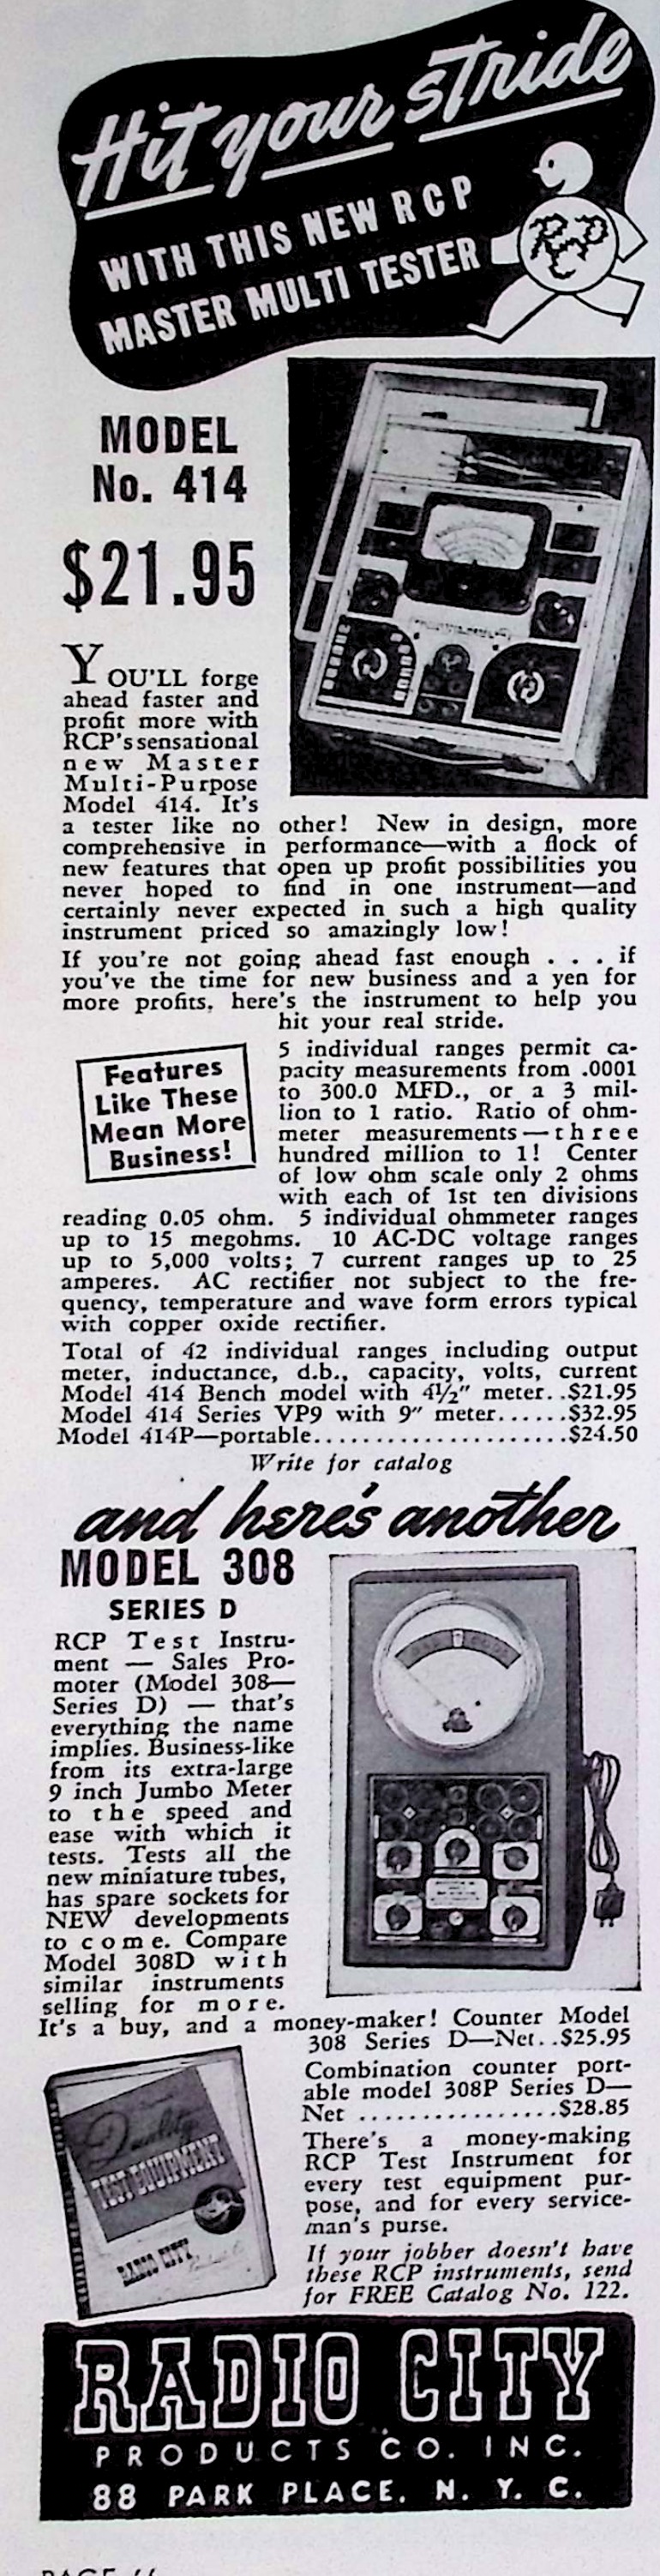 Hit your stride
WITH THIS NEW RCP
MASTER MULTI TESTER
RCP
MODEL
No. 414
$21.95
YOU'LL forge
ahead faster and
profit more with
RCP's sensational
new Master
Multi-Purpose
Model 414. It's
a tester like no other! New in design, more
comprehensive in performance—with a flock of
new features that open up profit possibilities you
never hoped to find in one instrument—and
certainly never expected in such a high quality
instrument priced so amazingly low!
If you're not going ahead fast enough . . . if
you've the time for new business and a yen for
more profits, here's the instrument to help you
hit your real stride.
Features
Like These
Mean More
Business!
5 individual ranges permit ca-
pacity measurements from .0001
to 300.0 MFD., or a 3 mil-
lion to 1 ratio. Ratio of ohm-
meter measurements—three
hundred million to 1! Center
of low ohm scale only 2 ohms
with each of 1st ten divisions
reading 0.05 ohm. 5 individual ohmmeter ranges
up to 15 megohms. 10 AC-DC voltage ranges
up to 5,000 volts; 7 current ranges up to 25
amperes. AC rectifier not subject to the fre-
quency, temperature and wave form errors typical
with copper oxide rectifier.
Total of 42 individual ranges including output
meter, inductance, d.b., capacity, volts, current
Model 414 Bench model with 4½" meter..$21.95
Model 414 Series VP9 with 9" meter......$32.95
Model 414P—portable.....................$24.50
Write for catalog
and here's another
MODEL 308
SERIES D
RCP Test Instru-
ment — Sales Pro-
moter (Model 308—
Series D) — that's
everything the name
implies. Business-like
from its extra-large
9 inch Jumbo Meter
to the speed and
ease with which it
tests. Tests all the
new miniature tubes,
has spare sockets for
NEW developments
to come. Compare
Model 308D with
similar instruments
selling for more.
It's a buy, and a money-maker! Counter Model
308 Series D—Net..$25.95
Combination counter port-
able model 308P Series D—
Net ................$28.85
There's a money-making
RCP Test Instrument for
every test equipment pur-
pose, and for every service-
man's purse.
If your jobber doesn't have
these RCP instruments, send
for FREE Catalog No. 122.
Quality
TEST EQUIPMENT
RADIO CITY
RADIO CITY
PRODUCTS CO. INC.
88 PARK PLACE, N. Y. C.